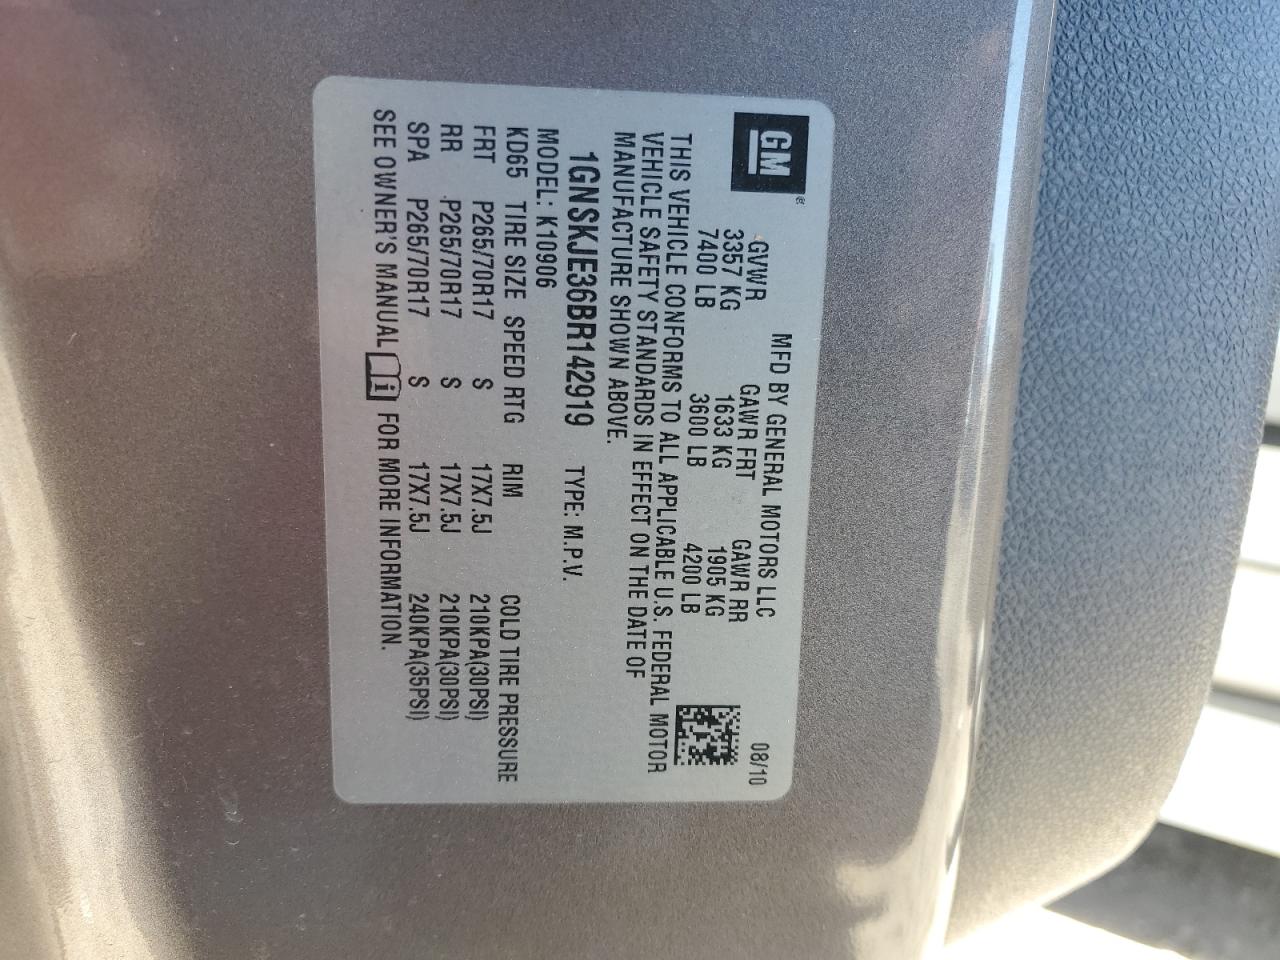 GM
MFD BY GENERAL MOTORS LLC 08/10
GVWR GAWR FRT GAWR RR
3357 KG 1633 KG 1905 KG
7400 LB 3600 LB 4200 LB
THIS VEHICLE CONFORMS TO ALL APPLICABLE U.S. FEDERAL MOTOR
VEHICLE SAFETY STANDARDS IN EFFECT ON THE DATE OF
MANUFACTURE SHOWN ABOVE.
1GNSKJE36BR142919 TYPE: M.P.V.
MODEL: K10906
KD65 TIRE SIZE SPEED RTG RIM COLD TIRE PRESSURE
FRT P265/70R17 S 17X7.5J 210KPA(30PSI)
RR P265/70R17 S 17X7.5J 210KPA(30PSI)
SPA P265/70R17 S 17X7.5J 240KPA(35PSI)
SEE OWNER'S MANUAL i FOR MORE INFORMATION.